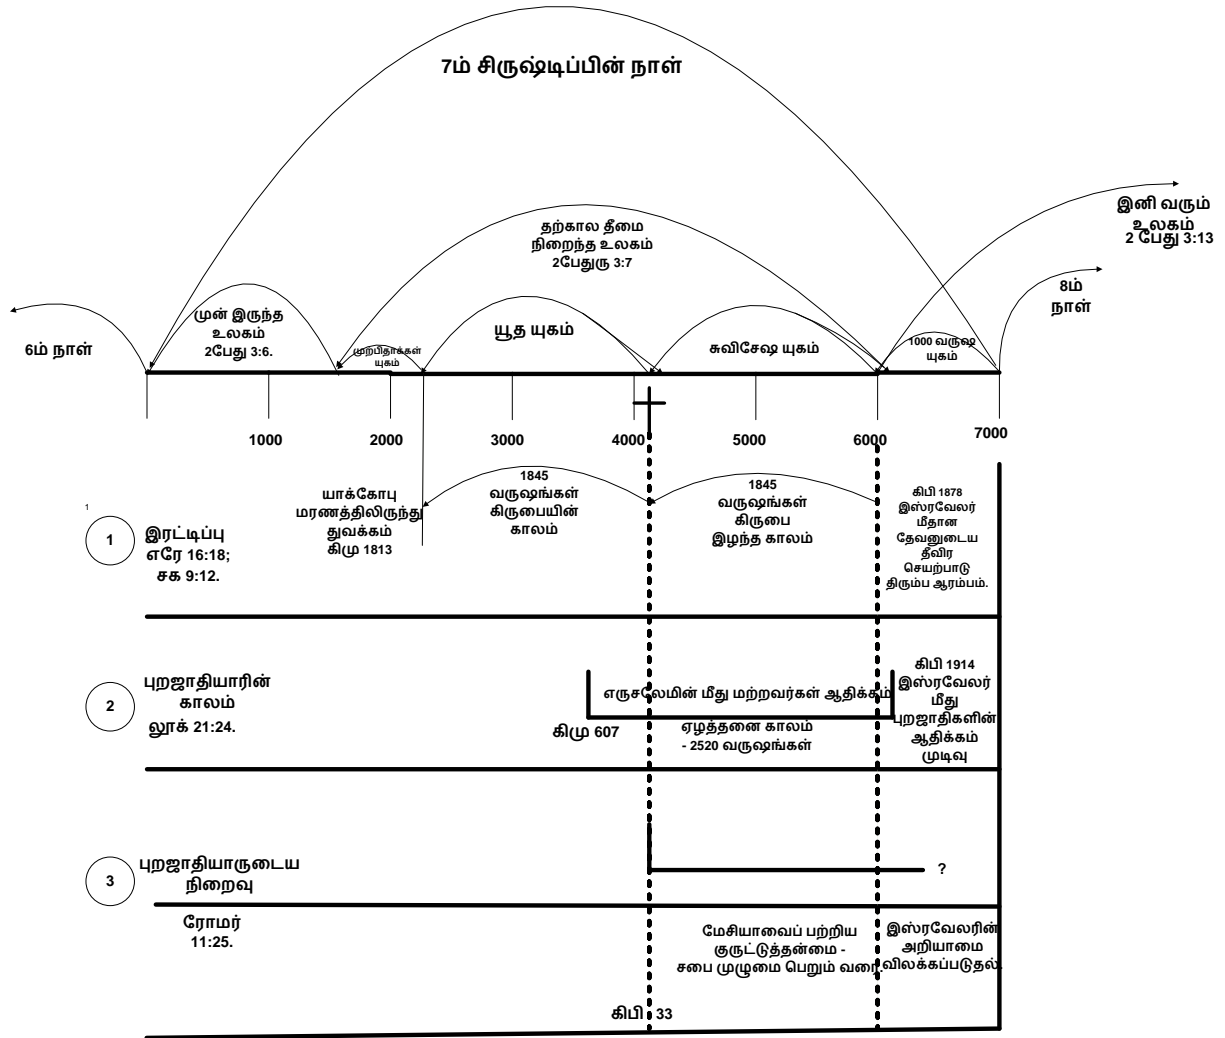 7ம் சிருஷ்டிப்பின் நாள்
இனி வரும்
உலகம்
2 பேது 3:13
தற்கால தீமை
நிறைந்த உலகம்
2பேதுரு 3:7
8ம்
நாள்
6ம் நாள்
முன் இருந்த
உலகம்
2பேது 3:6.
முற்பிதாக்கள்
யுகம்
யூத யுகம்
சுவிசேஷ யுகம்
1000 வருஷ
யுகம்
1000
2000
3000
4000
5000
6000
7000
1
1
இரட்டிப்பு
எரே 16:18;
சக 9:12.
யாக்கோபு
மரணத்திலிருந்து
துவக்கம்
கிமு 1813
1845
வருஷங்கள்
கிருபையின்
காலம்
1845
வருஷங்கள்
கிருபை
இழந்த காலம்
கிபி 1878
இஸ்ரவேலர்
மீதான
தேவனுடைய
தீவிர
செயற்பாடு
திரும்ப ஆரம்பம்.
2
புறஜாதியாரின்
காலம்
லூக் 21:24.
கிமு 607
எருசலேமின் மீது மற்றவர்கள் ஆதிக்கம்
ஏழத்தனை காலம்
- 2520 வருஷங்கள்
கிபி 1914
இஸ்ரவேலர்
மீது
புறஜாதிகளின்
ஆதிக்கம்
முடிவு
3
புறஜாதியாருடைய
நிறைவு
?
ரோமர்
11:25.
மேசியாவைப் பற்றிய
குருட்டுத்தன்மை -
சபை முழுமை பெறும் வரை.
இஸ்ரவேலரின்
அறியாமை
விலக்கப்படுதல்.
கிபி 33